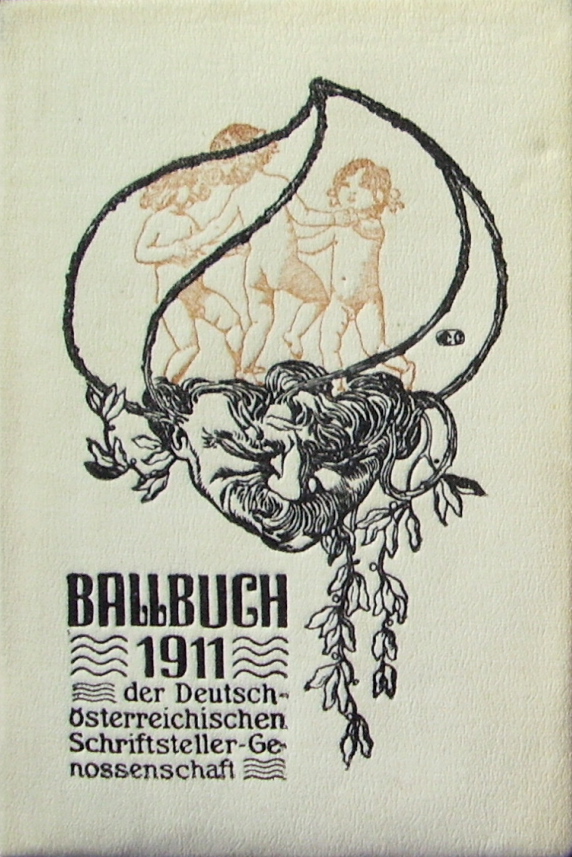 BALLBUCH
1911
der Deutsch-
österreichischen
Schriftsteller-Ge-
nossenschaft